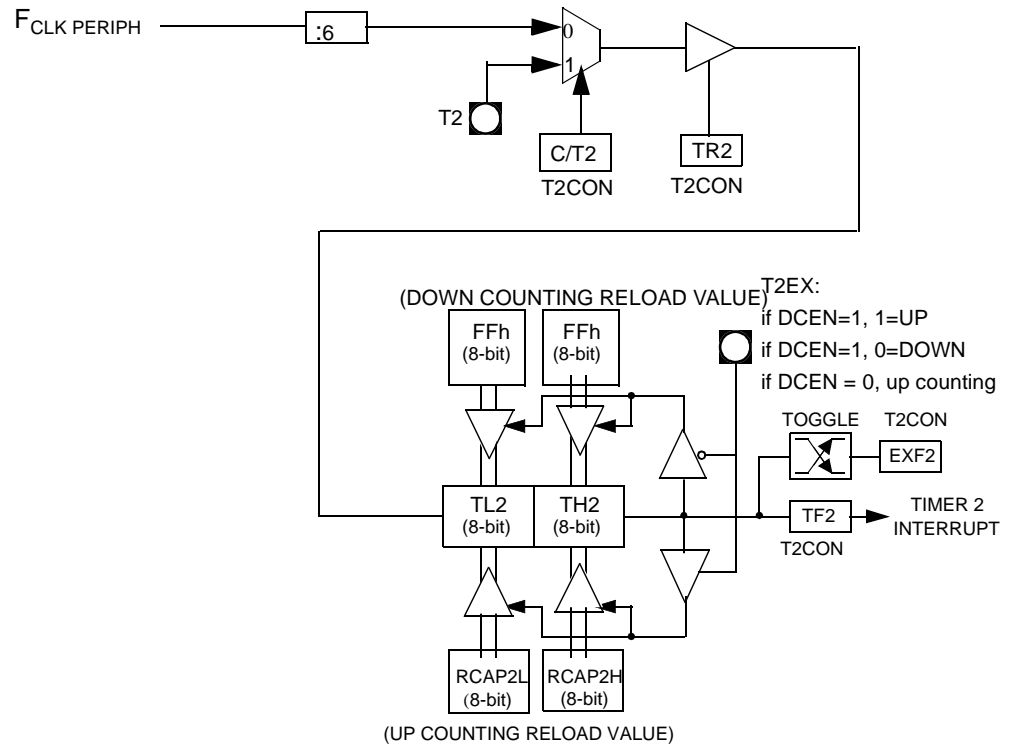 FCLK PERIPH
:6
0
1
T2
C/T2
TR2
T2CON
T2CON
T2EX:
(DOWN COUNTING RELOAD VALUE)
if DCEN=1, 1=UP
if DCEN=1, 0=DOWN
if DCEN = 0, up counting
FFh
(8-bit)
FFh
(8-bit)
TOGGLE
T2CON
EXF2
TL2
(8-bit)
TH2
(8-bit)
TF2
TIMER 2
INTERRUPT
T2CON
RCAP2L
(8-bit)
RCAP2H
(8-bit)
(UP COUNTING RELOAD VALUE)